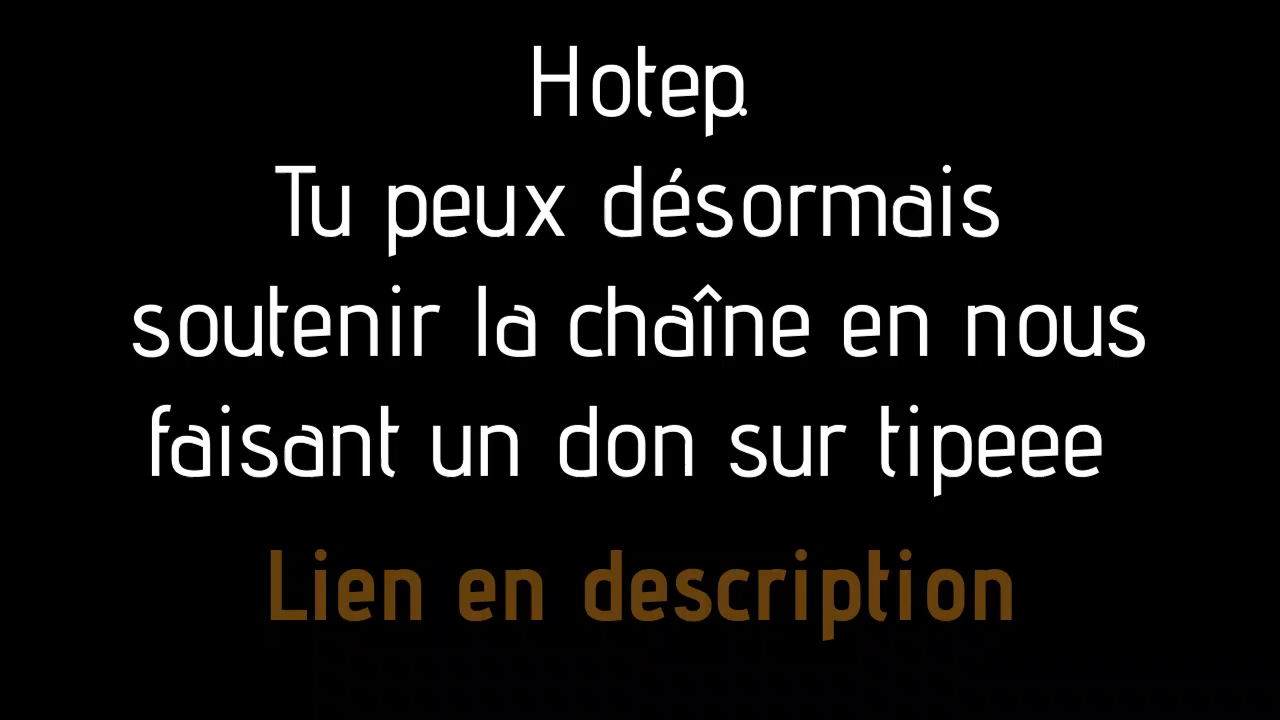 Hotep.
Tu peux désormais
soutenir la chaîne en nous
faisant un don sur tipeee
Lien en description